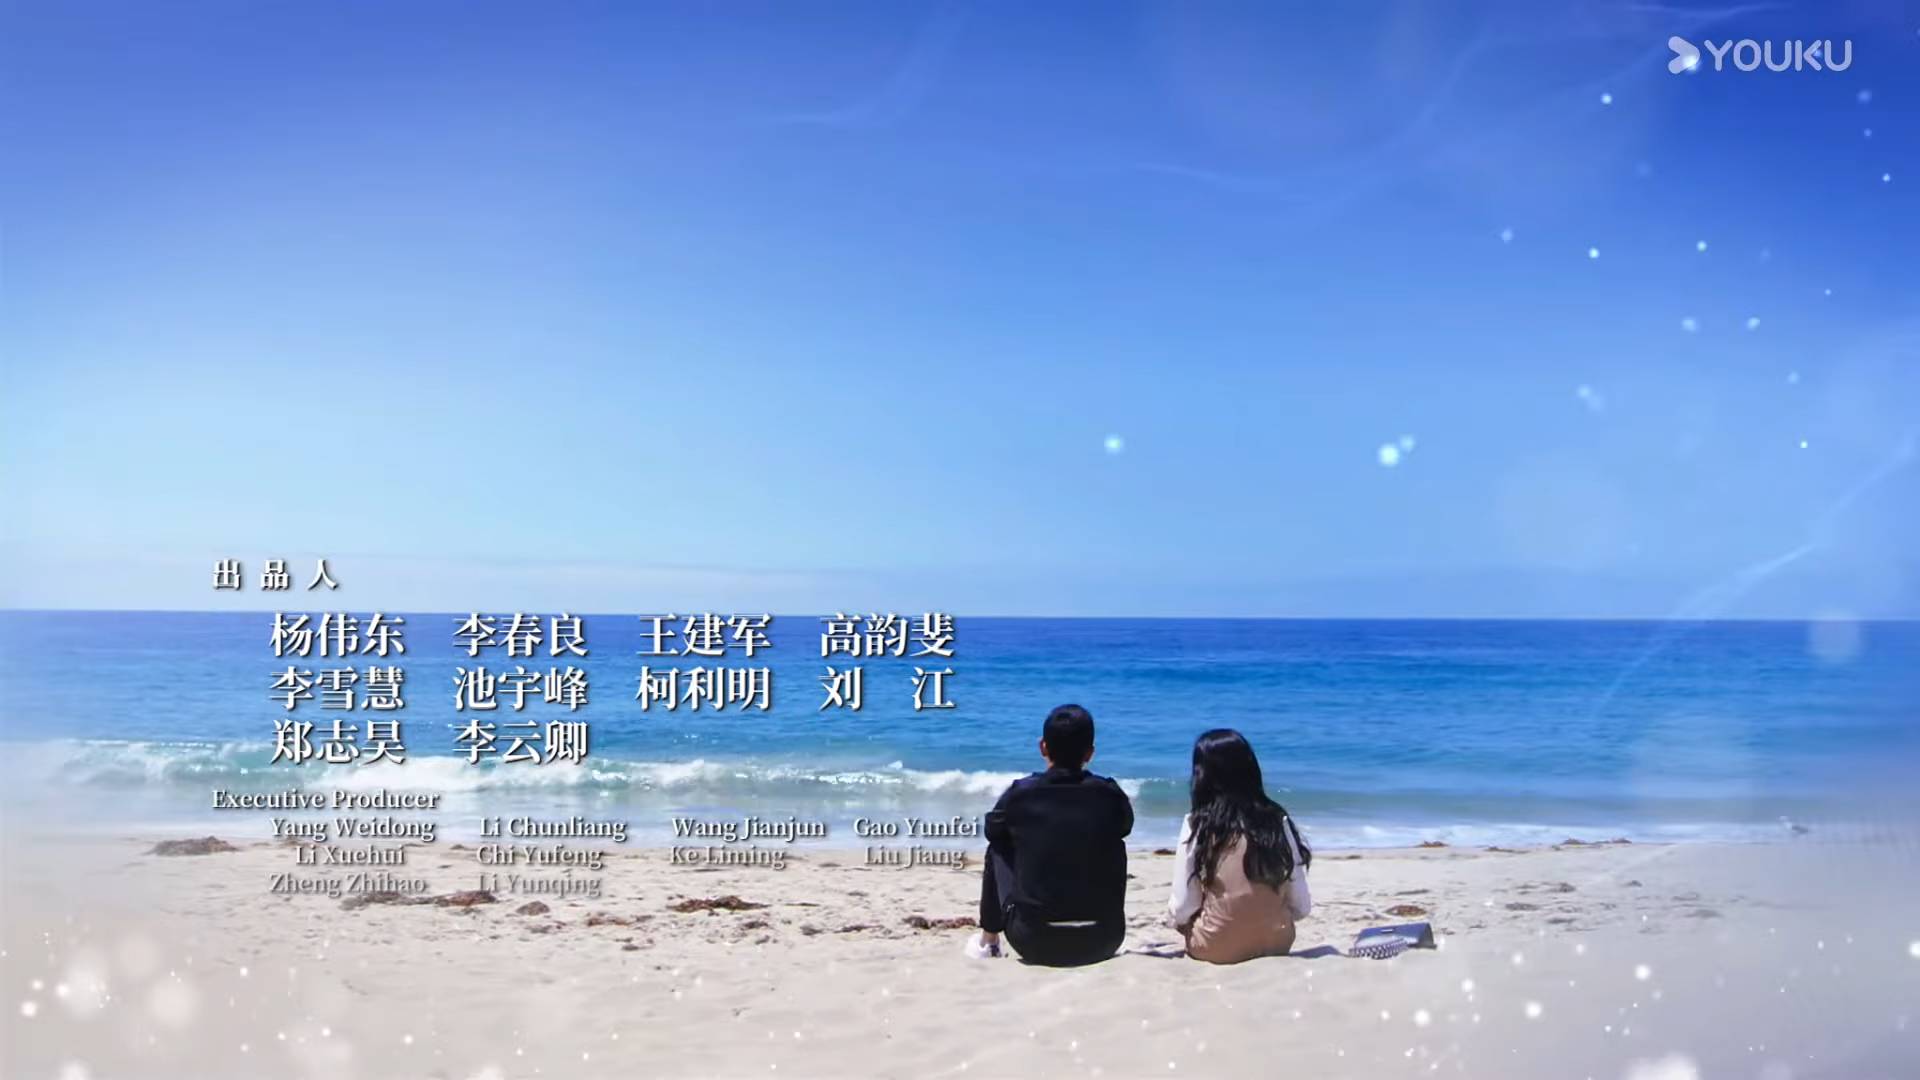 YOUKU
出品人
杨伟东 李春良 王建军 高韵斐
李雪慧 池宇峰 柯利明 刘江
郑志昊 李云卿
Executive Producer
Yang Weidong Li Chunliang Wang Jianjun Gao Yunfei
Li Xuehui Chi Yufeng Ke Liming Liu Jiang
Zheng Zhihao Li Yunqing